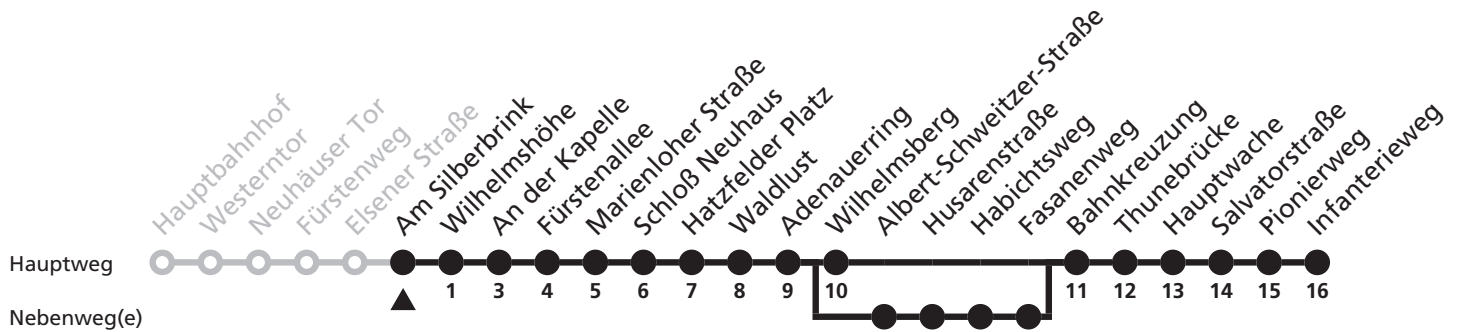 Hauptbahnhof
Westerntor
Neuhäuser Tor
Fürstenweg
Elsener Straße
Am Silberbrink
Wilhelmshöhe
An der Kapelle
Fürstenallee
Marienloher Straße
Schloß Neuhaus
Hatzfelder Platz
Waldlust
Adenauerring
Wilhelmsberg
Albert-Schweitzer-Straße
Husarenstraße
Habichtsweg
Fasanenweg
Bahnkreuzung
Thunebrücke
Hauptwache
Salvatorstraße
Pionierweg
Infanterieweg
Hauptweg
1 3 4 5 6 7 8 9 10 11 12 13 14 15 16
Nebenweg(e)